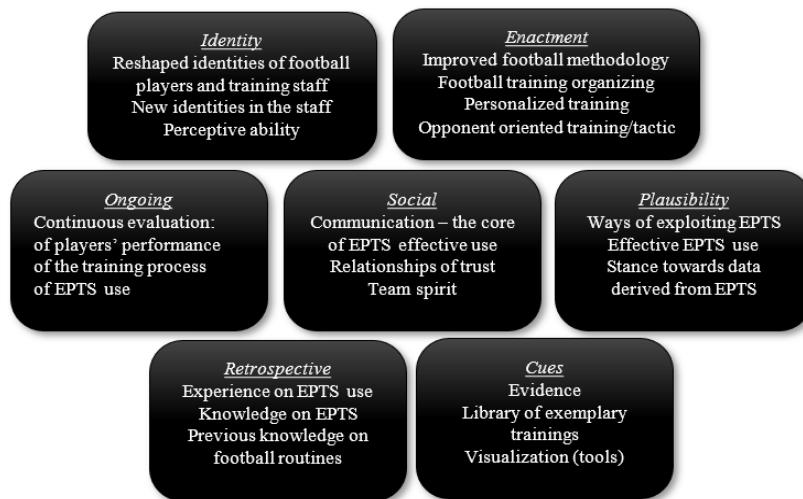 Identity
Reshaped identities of football
players and training staff
New identities in the staff
Perceptive ability
Enactment
Improved football methodology
Football training organizing
Personalized training
Opponent oriented training/tactic
Ongoing
Continuous evaluation:
of players’ performance
of the training process
of EPTS use
Social
Communication – the core
of EPTS effective use
Relationships of trust
Team spirit
Plausibility
Ways of exploiting EPTS
Effective EPTS use
Stance towards data
derived from EPTS
Retrospective
Experience on EPTS use
Knowledge on EPTS
Previous knowledge on
football routines
Cues
Evidence
Library of exemplary
trainings
Visualization (tools)